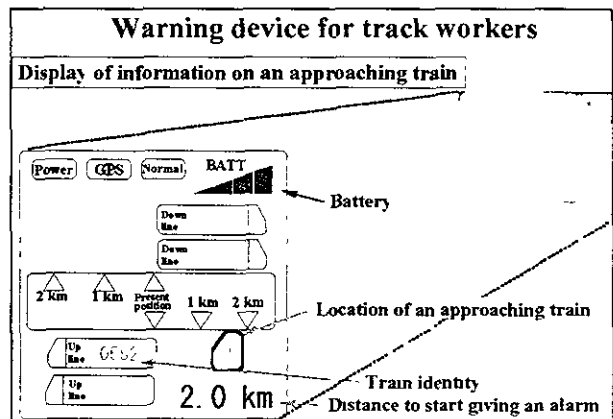 Warning device for track workers
Display of information on an approaching train
Power GPS Normal BATT
Battery
Down
line
Down
line
2 km 1 km Present
position 1 km 2 km
Location of an approaching train
Up
line
Train identity
Up
line
2.0 km
Distance to start giving an alarm